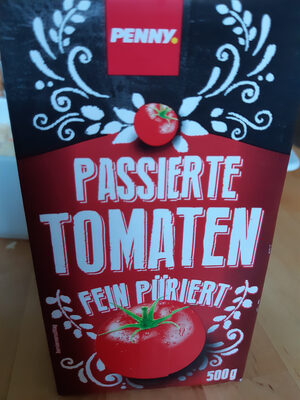 PENNY.
PASSIERTE
TOMATEN
FEIN PÜRIERT
500g